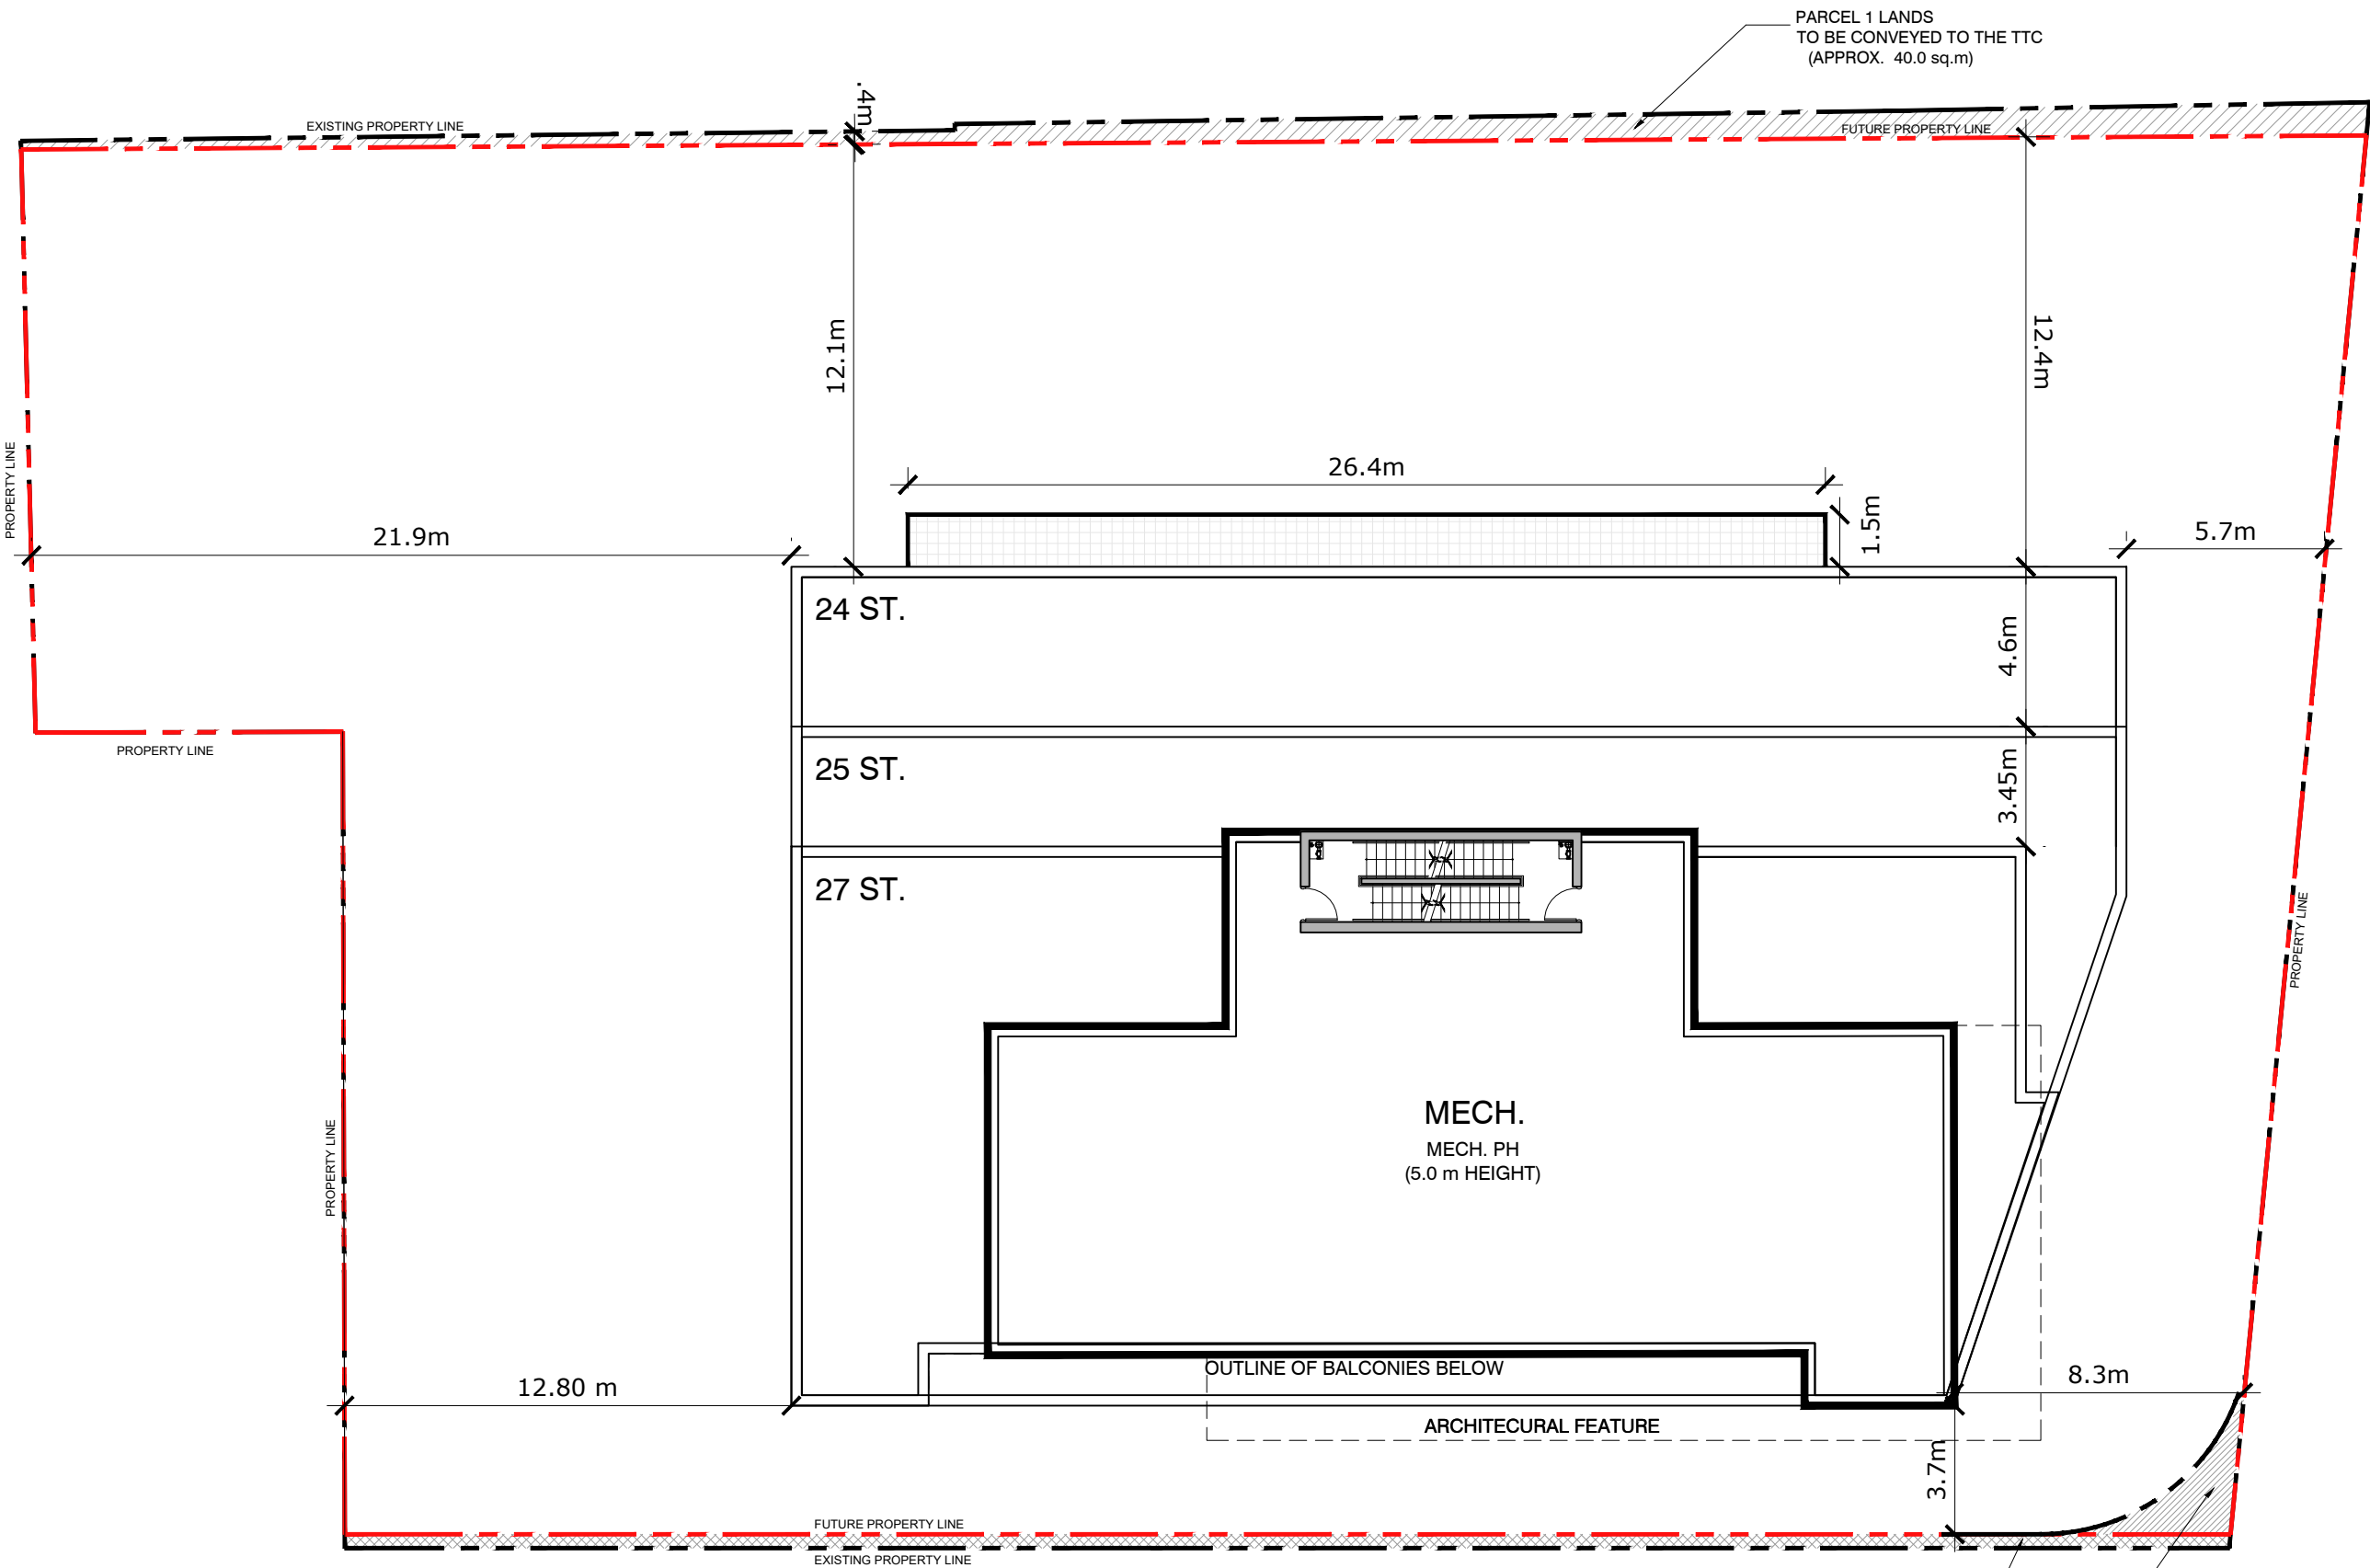 PARCEL 1 LANDS
TO BE CONVEYED TO THE TTC
(APPROX. 40.0 sq.m)
.4m
EXISTING PROPERTY LINE
FUTURE PROPERTY LINE
12.1m
12.4m
PROPERTY LINE
26.4m
1.5m
21.9m
5.7m
24 ST.
4.6m
PROPERTY LINE
25 ST.
3.45m
27 ST.
PROPERTY LINE
MECH.
MECH. PH
(5.0 m HEIGHT)
PROPERTY LINE
OUTLINE OF BALCONIES BELOW
12.80 m
8.3m
ARCHITECURAL FEATURE
3.7m
FUTURE PROPERTY LINE
EXISTING PROPERTY LINE